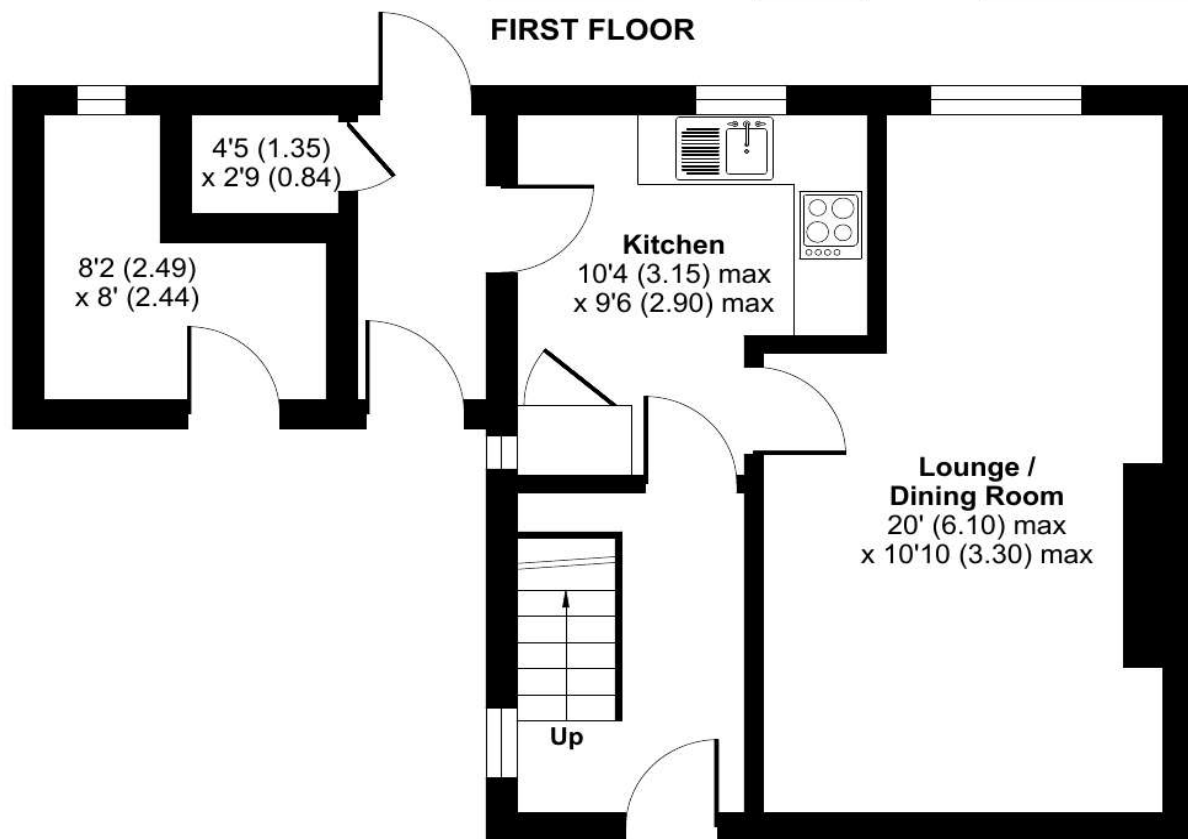 FIRST FLOOR
4'5 (1.35)
x 2'9 (0.84)
8'2 (2.49)
x 8' (2.44)
Kitchen
10'4 (3.15) max
x 9'6 (2.90) max
Lounge /
Dining Room
20' (6.10) max
x 10'10 (3.30) max
Up